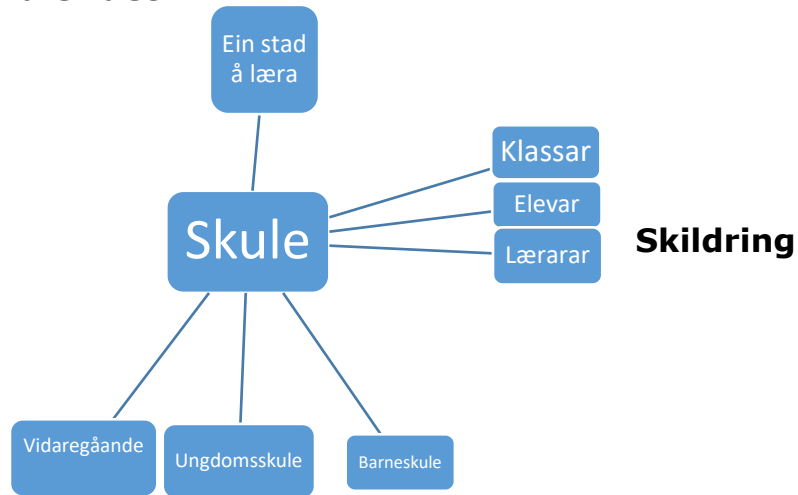 Ein stad
å læra
Klassar
Elevar
Skule
Lærarar
Skildring
Vidaregåande
Ungdomsskule
Barneskule